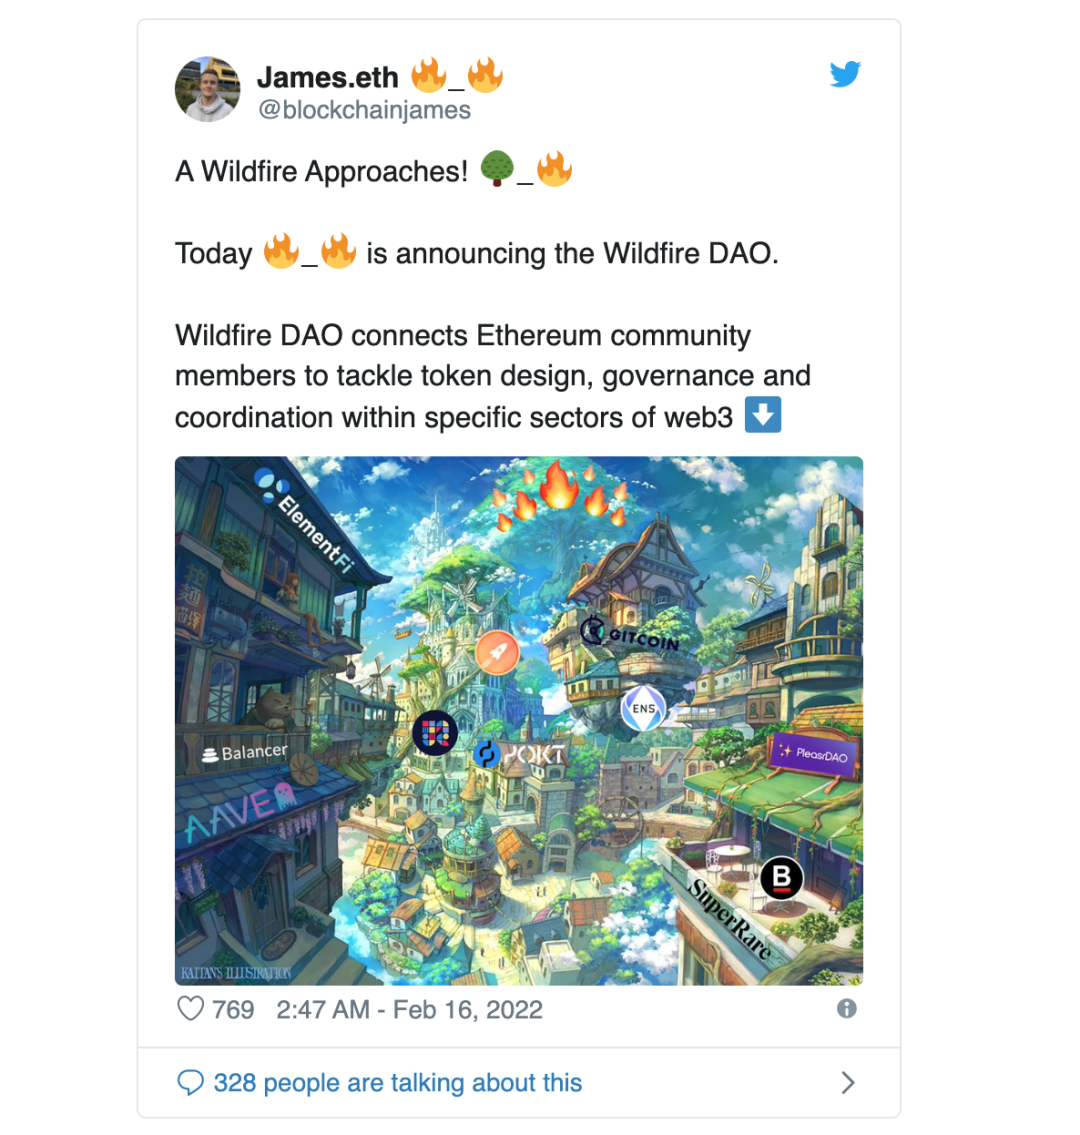 James.eth 🔥_🔥
@blockchainjames
A Wildfire Approaches! 🌳_🔥
Today 🔥_🔥 is announcing the Wildfire DAO.
Wildfire DAO connects Ethereum community
members to tackle token design, governance and
coordination within specific sectors of web3 ⬇️
ElementFi
GITCOIN
ENS
Balancer
POKT
PleasrDAO
AAVE
B
SuperRare
KAITAN'S ILLUSTRATION
769 2:47 AM - Feb 16, 2022
328 people are talking about this